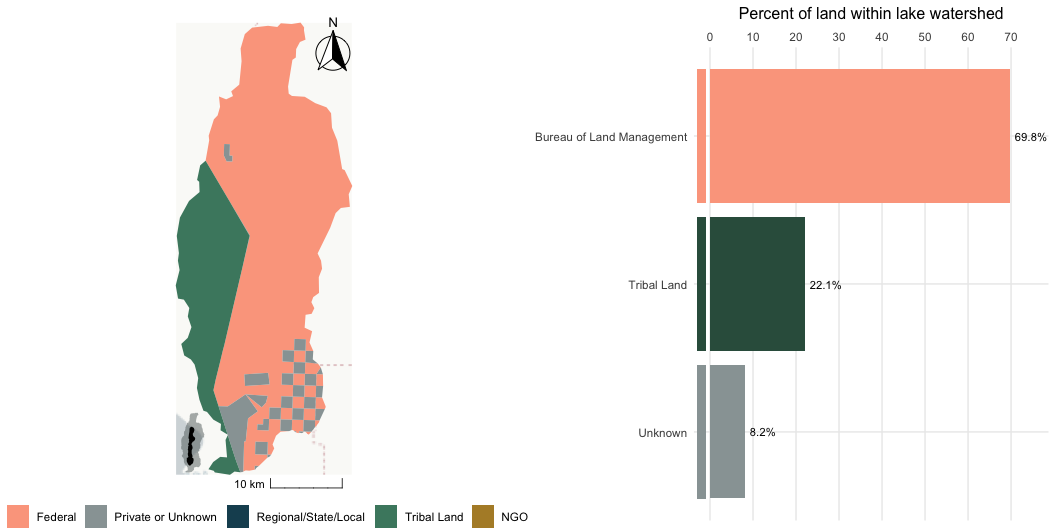 N
10 km
Federal
Private or Unknown
Regional/State/Local
Tribal Land
NGO
Percent of land within lake watershed
0 10 20 30 40 50 60 70
Bureau of Land Management 69.8%
Tribal Land 22.1%
Unknown 8.2%